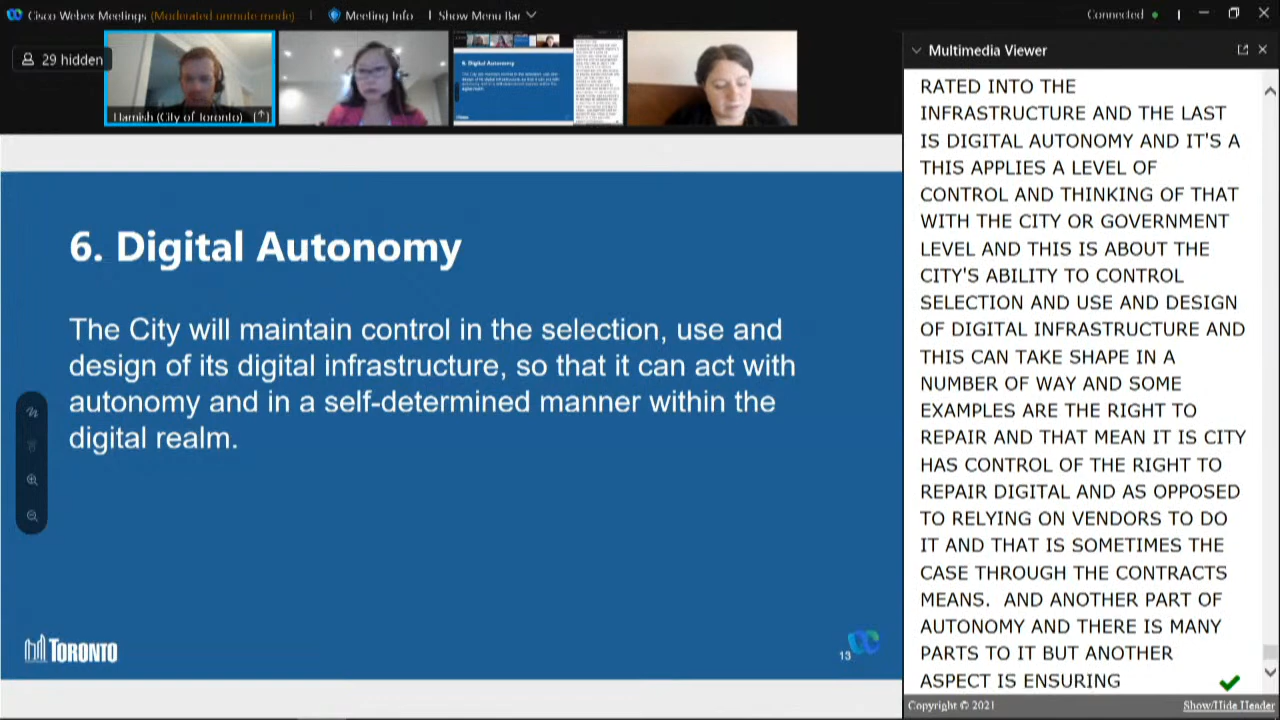 Cisco Webex Meetings (Moderated unmute mode) | Meeting Info | Show Menu Bar
Connected
29 hidden
Hamish (City of Toronto)
Multimedia Viewer
6. Digital Autonomy
The City will maintain control in the selection, use and
design of its digital infrastructure, so that it can act with
autonomy and in a self-determined manner within the
digital realm.
TORONTO
13
RATED INTO THE
INFRASTRUCTURE AND THE LAST
IS DIGITAL AUTONOMY AND IT'S A
THIS APPLIES A LEVEL OF
CONTROL AND THINKING OF THAT
WITH THE CITY OR GOVERNMENT
LEVEL AND THIS IS ABOUT THE
CITY'S ABILITY TO CONTROL
SELECTION AND USE AND DESIGN
OF DIGITAL INFRASTRUCTURE AND
THIS CAN TAKE SHAPE IN A
NUMBER OF WAY AND SOME
EXAMPLES ARE THE RIGHT TO
REPAIR AND THAT MEAN IT IS CITY
HAS CONTROL OF THE RIGHT TO
REPAIR DIGITAL AND AS OPPOSED
TO RELYING ON VENDORS TO DO
IT AND THAT IS SOMETIMES THE
CASE THROUGH THE CONTRACTS
MEANS.  AND ANOTHER PART OF
AUTONOMY AND THERE IS MANY
PARTS TO IT BUT ANOTHER
ASPECT IS ENSURING
Copyright © 2021
Show/Hide Header